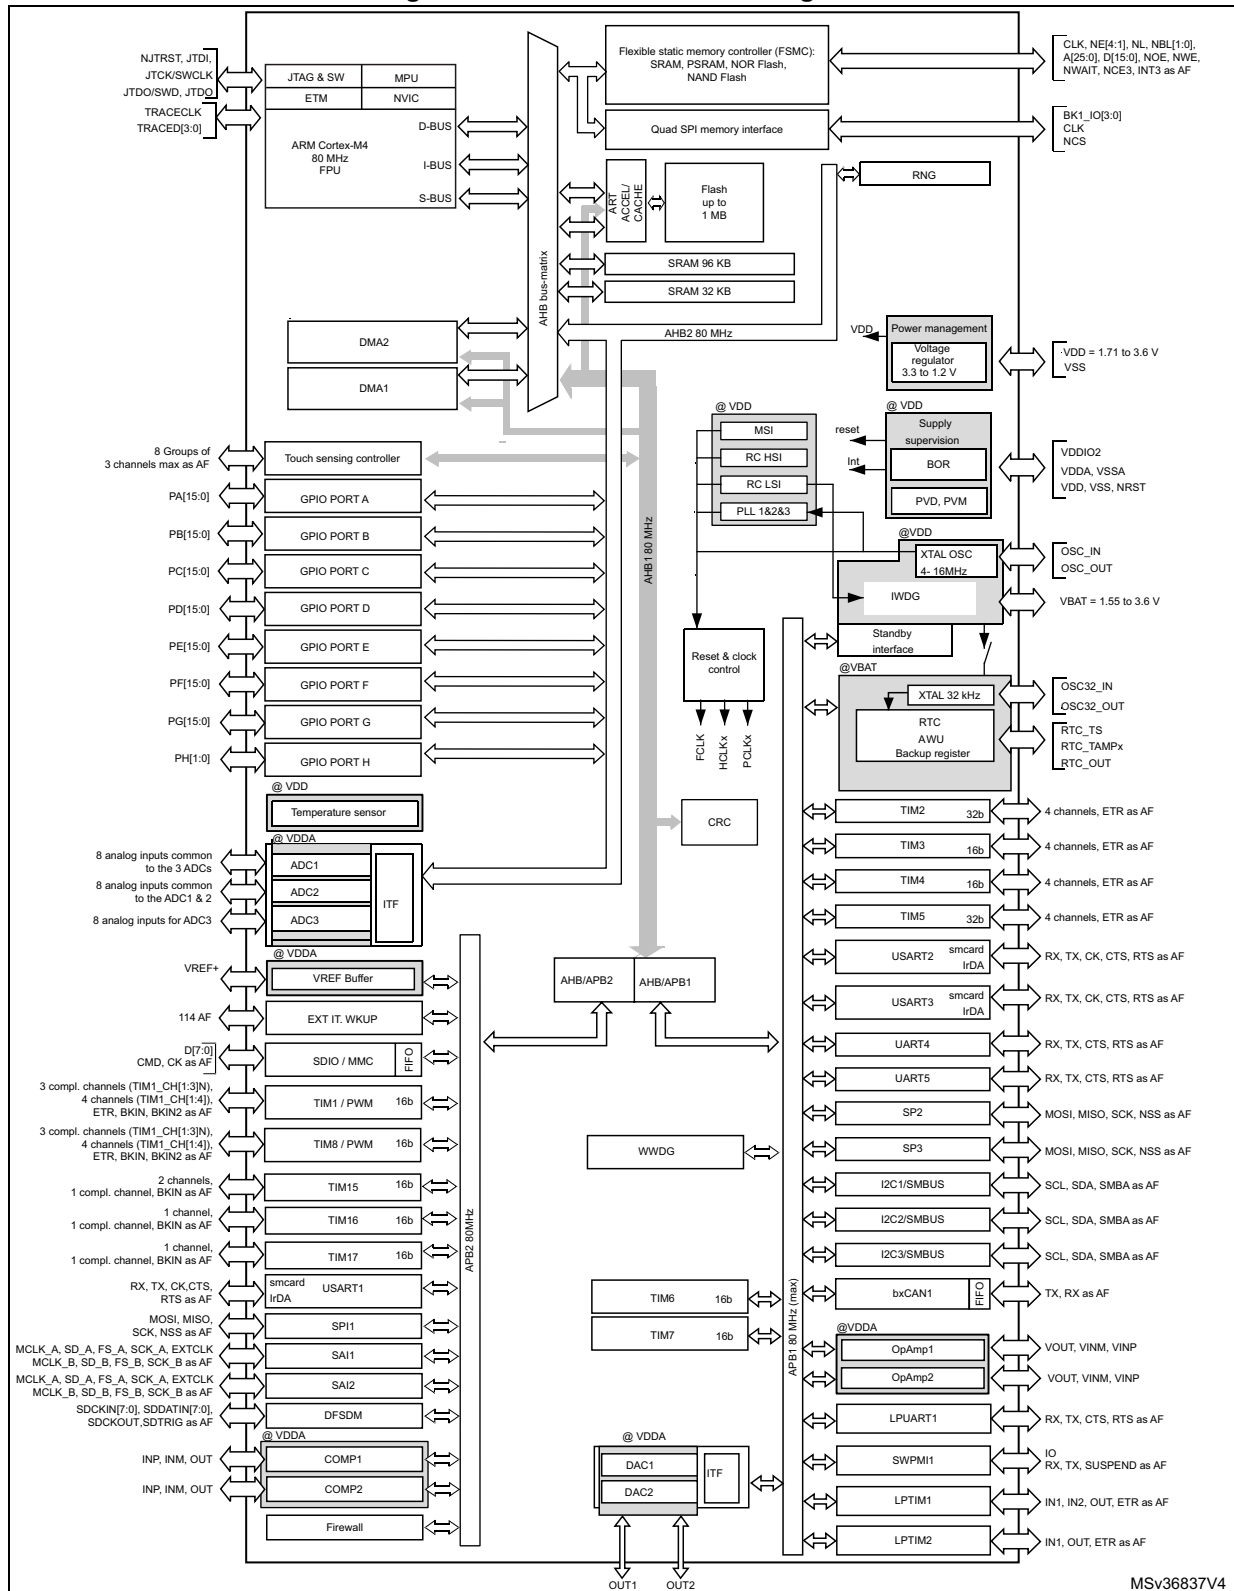 NJTRST, JTDI,
JTCK/SWCLK
JTDO/SWD, JTDO
TRACECLK
TRACED[3:0]
JTAG & SW
MPU
ETM
NVIC
ARM Cortex-M4
80 MHz
FPU
D-BUS
I-BUS
S-BUS
AHB bus-matrix
Flexible static memory controller (FSMC):
SRAM, PSRAM, NOR Flash,
NAND Flash
CLK, NE[4:1], NL, NBL[1:0],
A[25:0], D[15:0], NOE, NWE,
NWAIT, NCE3, INT3 as AF
Quad SPI memory interface
BK1_IO[3:0]
CLK
NCS
ART
ACCEL/
CACHE
Flash
up to
1 MB
RNG
SRAM 96 KB
SRAM 32 KB
AHB2 80 MHz
DMA2
DMA1
VDD
Power management
Voltage
regulator
3.3 to 1.2 V
VDD = 1.71 to 3.6 V
VSS
@ VDD
MSI
RC HSI
RC LSI
PLL 1&2&3
@ VDD
reset
Int
Supply
supervision
BOR
PVD, PVM
VDDIO2
VDDA, VSSA
VDD, VSS, NRST
8 Groups of
3 channels max as AF
Touch sensing controller
PA[15:0]
GPIO PORT A
PB[15:0]
GPIO PORT B
PC[15:0]
GPIO PORT C
PD[15:0]
GPIO PORT D
PE[15:0]
GPIO PORT E
PF[15:0]
GPIO PORT F
PG[15:0]
GPIO PORT G
PH[1:0]
GPIO PORT H
AHB1 80 MHz
@VDD
XTAL OSC
4- 16MHz
IWDG
OSC_IN
OSC_OUT
VBAT = 1.55 to 3.6 V
Standby
interface
Reset & clock
control
FCLK
HCLKx
PCLKx
@VBAT
XTAL 32 kHz
RTC
AWU
Backup register
OSC32_IN
OSC32_OUT
RTC_TS
RTC_TAMPx
RTC_OUT
@ VDD
Temperature sensor
@ VDDA
8 analog inputs common
to the 3 ADCs
8 analog inputs common
to the ADC1 & 2
8 analog inputs for ADC3
ADC1
ADC2
ADC3
ITF
CRC
@ VDDA
VREF+
VREF Buffer
AHB/APB2
AHB/APB1
114 AF
EXT IT. WKUP
D[7:0]
CMD, CK as AF
SDIO / MMC
FIFO
3 compl. channels (TIM1_CH[1:3]N),
4 channels (TIM1_CH[1:4]),
ETR, BKIN, BKIN2 as AF
TIM1 / PWM
16b
3 compl. channels (TIM1_CH[1:3]N),
4 channels (TIM1_CH[1:4]),
ETR, BKIN, BKIN2 as AF
TIM8 / PWM
16b
2 channels,
1 compl. channel, BKIN as AF
TIM15
16b
1 channel,
1 compl. channel, BKIN as AF
TIM16
16b
1 channel,
1 compl. channel, BKIN as AF
TIM17
16b
RX, TX, CK,CTS,
RTS as AF
smcard
IrDA
USART1
MOSI, MISO,
SCK, NSS as AF
SPI1
MCLK_A, SD_A, FS_A, SCK_A, EXTCLK
MCLK_B, SD_B, FS_B, SCK_B as AF
SAI1
MCLK_A, SD_A, FS_A, SCK_A, EXTCLK
MCLK_B, SD_B, FS_B, SCK_B as AF
SAI2
SDCKIN[7:0], SDDATIN[7:0],
SDCKOUT,SDTRIG as AF
DFSDM
@ VDDA
INP, INM, OUT
COMP1
INP, INM, OUT
COMP2
Firewall
APB2 80MHz
WWDG
TIM6
16b
TIM7
16b
@ VDDA
DAC1
DAC2
ITF
OUT1
OUT2
APB1 80 MHz (max)
TIM2
32b
4 channels, ETR as AF
TIM3
16b
4 channels, ETR as AF
TIM4
16b
4 channels, ETR as AF
TIM5
32b
4 channels, ETR as AF
USART2
smcard
IrDA
RX, TX, CK, CTS, RTS as AF
USART3
smcard
IrDA
RX, TX, CK, CTS, RTS as AF
UART4
RX, TX, CTS, RTS as AF
UART5
RX, TX, CTS, RTS as AF
SP2
MOSI, MISO, SCK, NSS as AF
SP3
MOSI, MISO, SCK, NSS as AF
I2C1/SMBUS
SCL, SDA, SMBA as AF
I2C2/SMBUS
SCL, SDA, SMBA as AF
I2C3/SMBUS
SCL, SDA, SMBA as AF
bxCAN1
FIFO
TX, RX as AF
@VDDA
OpAmp1
VOUT, VINM, VINP
OpAmp2
VOUT, VINM, VINP
LPUART1
RX, TX, CTS, RTS as AF
SWPMI1
IO
RX, TX, SUSPEND as AF
LPTIM1
IN1, IN2, OUT, ETR as AF
LPTIM2
IN1, OUT, ETR as AF
MSv36837V4